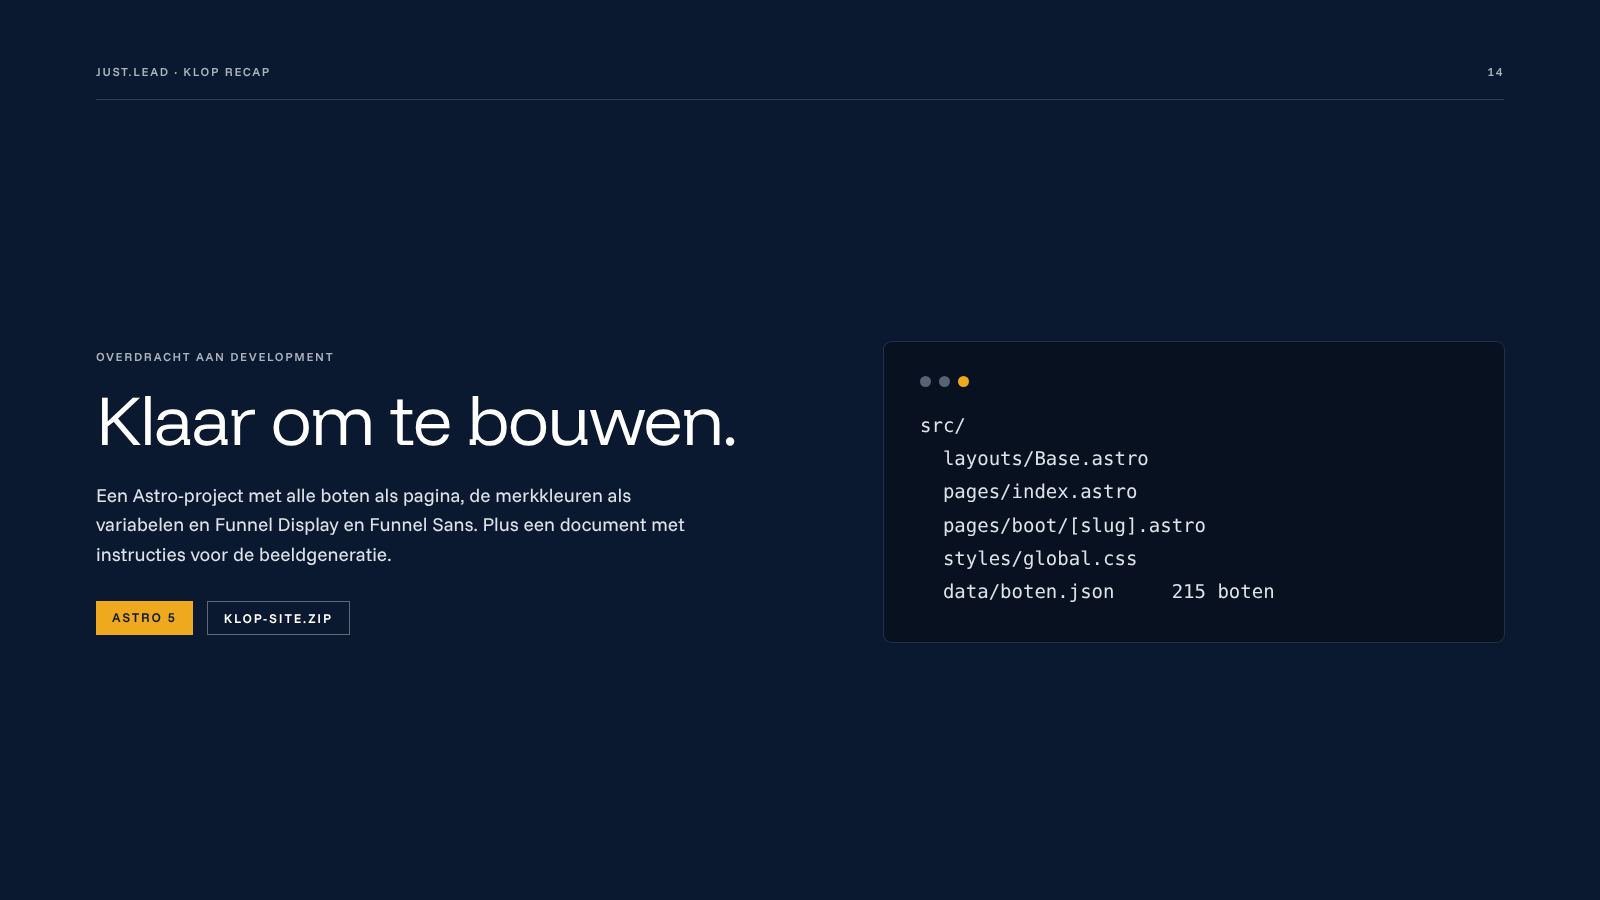 JUST.LEAD · KLOP RECAP
14
OVERDRACHT AAN DEVELOPMENT
Klaar om te bouwen.
Een Astro-project met alle boten als pagina, de merkkleuren als
variabelen en Funnel Display en Funnel Sans. Plus een document met
instructies voor de beeldgeneratie.
ASTRO 5
KLOP-SITE.ZIP
src/
layouts/Base.astro
pages/index.astro
pages/boot/[slug].astro
styles/global.css
data/boten.json 215 boten